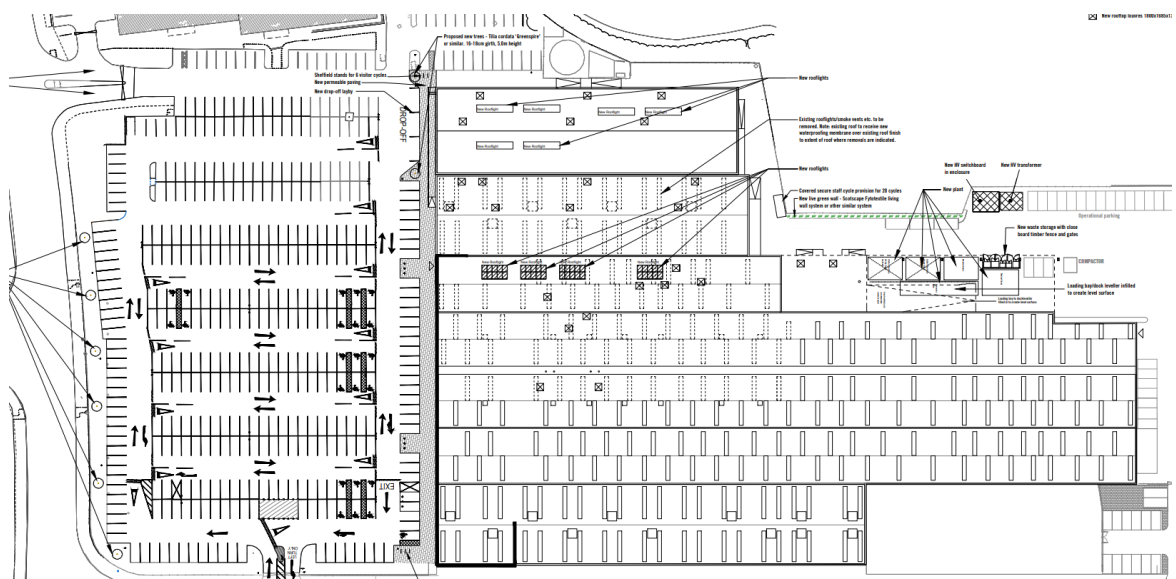 New rooftop louvres
Proposed new trees - Tilia cordata 'Greenspire'
or similar. 16-18cm girth, 5.0m height
Sheffield stands for 6 visitor cycles
New permeable paving
New drop-off layby
DROP-OFF
New rooflights
New Rooflight
New Rooflight
New Rooflight
New Rooflight
New Rooflight
New Rooflight
Existing rooflights/smoke vents etc. to be
removed. Note: existing roof to receive new
waterproofing membrane over existing roof finish
to extent of roof where removals are indicated.
New rooflights
New HV switchboard
in enclosure
New HV transformer
New plant
Covered secure staff cycle provision for 20 cycles
New live green wall - Scotscape Fytotextile living
wall system or other similar system
Operational parking
New waste storage with close
board timber fence and gates
New Rooflight
New Rooflight
New Rooflight
New Rooflight
COMPACTOR
Loading bay/dock leveller infilled
to create level surface
EXIT
LEFT
TURN
ONLY